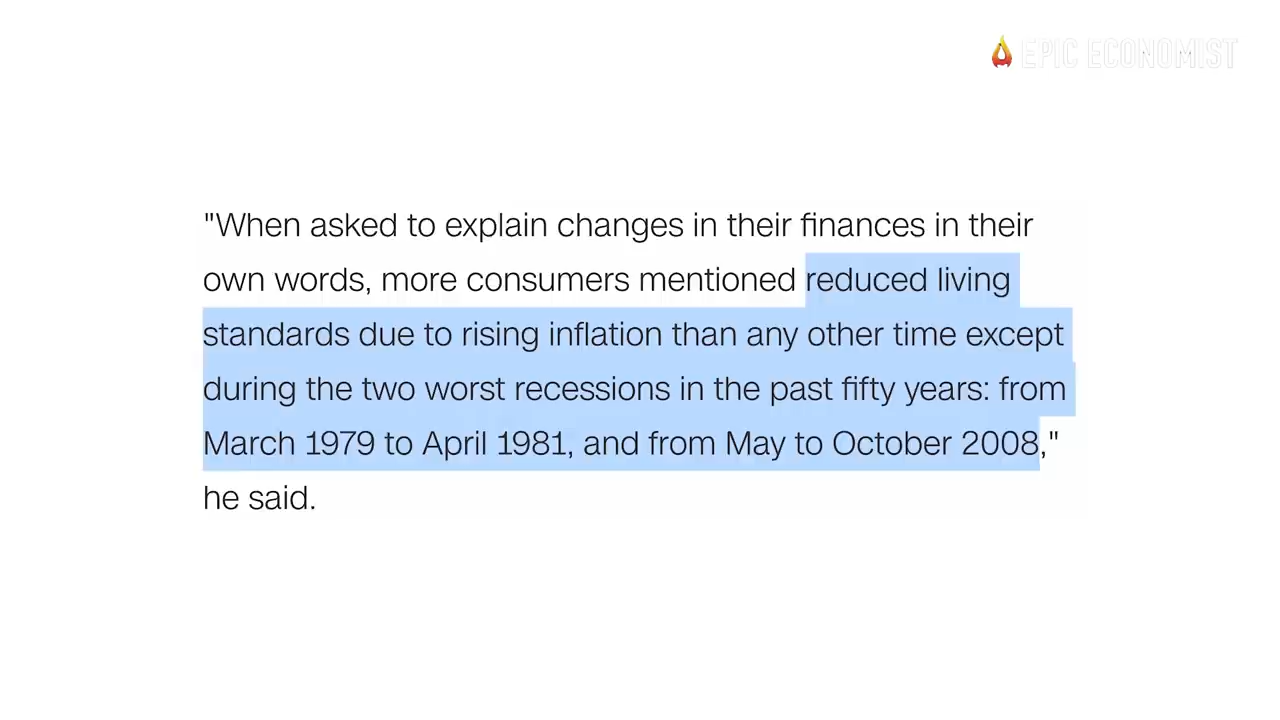 EPIC ECONOMIST
"When asked to explain changes in their finances in their
own words, more consumers mentioned reduced living
standards due to rising inflation than any other time except
during the two worst recessions in the past fifty years: from
March 1979 to April 1981, and from May to October 2008,"
he said.